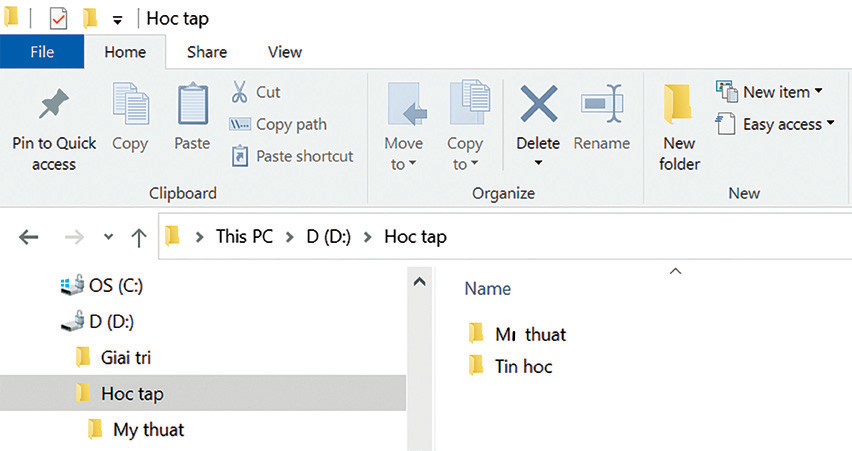 Hoc tap
File Home Share View
Pin to Quick access
Copy
Paste
Cut
Copy path
Paste shortcut
Clipboard
Move to
Copy to
Delete
Rename
Organize
New folder
New item
Easy access
New
This PC > D (D:) > Hoc tap
OS (C:)
D (D:)
Giai tri
Hoc tap
My thuat
Name
thuat
Tin hoc